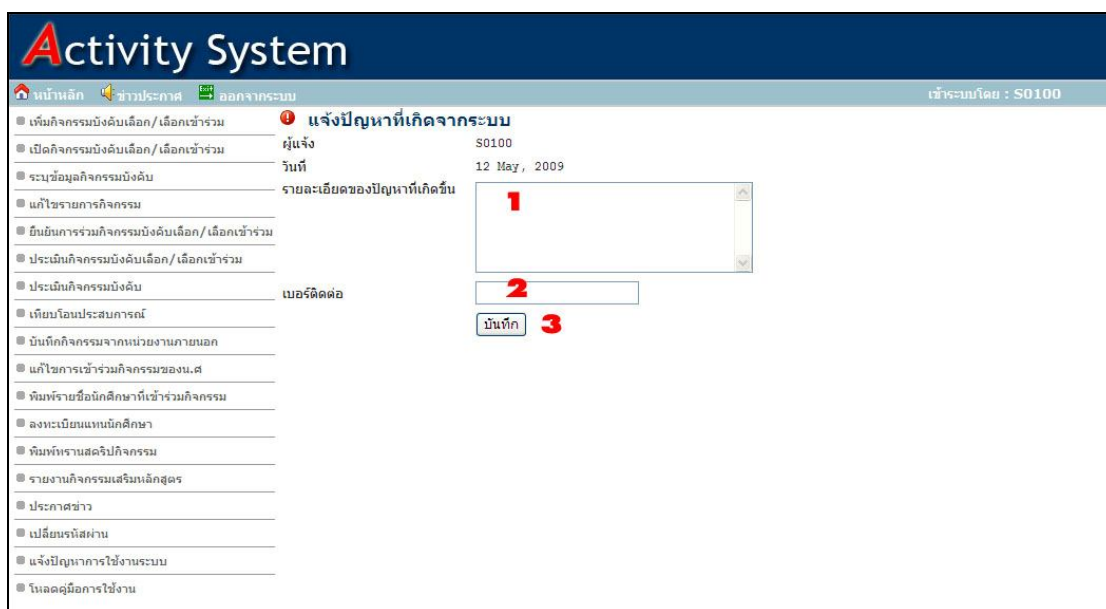 Activity System
หน้าหลัก ข่าวประกาศ ออกจากระบบ เข้าระบบโดย : S0100
เพิ่มกิจกรรมบังคับเลือก/เลือกเข้าร่วม
เปิดกิจกรรมบังคับเลือก/เลือกเข้าร่วม
ระบุข้อมูลกิจกรรมบังคับ
แก้ไขรายการกิจกรรม
ยืนยันการร่วมกิจกรรมบังคับเลือก/เลือกเข้าร่วม
ประเมินกิจกรรมบังคับเลือก/เลือกเข้าร่วม
ประเมินกิจกรรมบังคับ
เทียบโอนประสบการณ์
บันทึกกิจกรรมจากหน่วยงานภายนอก
แก้ไขการเข้าร่วมกิจกรรมของน.ศ
พิมพ์รายชื่อนักศึกษาที่เข้าร่วมกิจกรรม
ลงทะเบียนแทนนักศึกษา
พิมพ์ทรานสคริปกิจกรรม
รายงานกิจกรรมเสริมหลักสูตร
ประกาศข่าว
เปลี่ยนรหัสผ่าน
แจ้งปัญหาการใช้งานระบบ
โหลดคู่มือการใช้งาน
แจ้งปัญหาที่เกิดจากระบบ
ผู้แจ้ง S0100
วันที่ 12 May, 2009
รายละเอียดของปัญหาที่เกิดขึ้น 1
เบอร์ติดต่อ 2
บันทึก 3